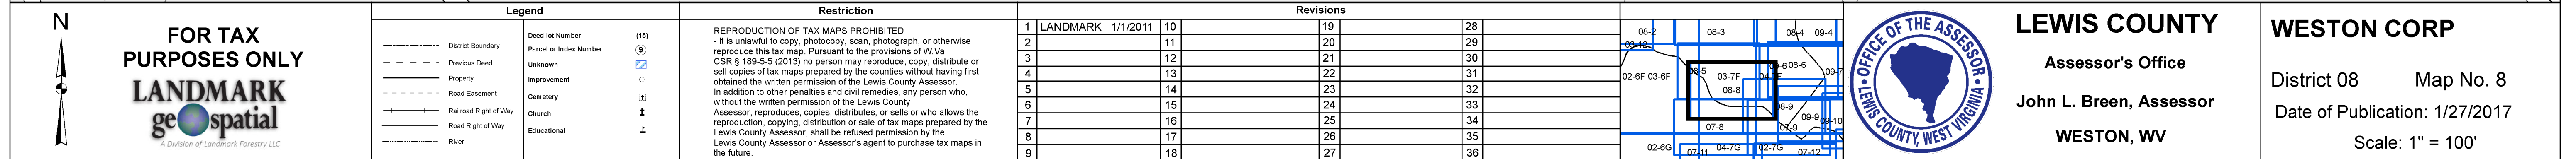 N
FOR TAX
PURPOSES ONLY
LANDMARK
geospatial
A Division of Landmark Forestry LLC
Legend
District Boundary
Previous Deed
Property
Road Easement
Railroad Right of Way
Road Right of Way
River
Deed lot Number (15)
Parcel or Index Number 9
Unknown
Improvement
Cemetery
Church
Educational
Restriction
REPRODUCTION OF TAX MAPS PROHIBITED
- It is unlawful to copy, photocopy, scan, photograph, or otherwise
reproduce this tax map. Pursuant to the provisions of W.Va.
CSR § 189-5-5 (2013) no person may reproduce, copy, distribute or
sell copies of tax maps prepared by the counties without having first
obtained the written permission of the Lewis County Assessor.
In addition to other penalties and civil remedies, any person who,
without the written permission of the Lewis County
Assessor, reproduces, copies, distributes, or sells or who allows the
reproduction, copying, distribution or sale of tax maps prepared by the
Lewis County Assessor, shall be refused permission by the
Lewis County Assessor or Assessor's agent to purchase tax maps in
the future.
Revisions
1 LANDMARK 1/1/2011 10 19 28
2 11 20 29
3 12 21 30
4 13 22 31
5 14 23 32
6 15 24 33
7 16 25 34
8 17 26 35
9 18 27 36
08-2 08-3 08-4 09-4
03-12
02-6F 03-6F 08-5 03-7F 08-6 09-7
08-8
08-9 09-9 09-10
07-8 07-9
02-6G 07-11 04-7G 02-7G 07-12
OFFICE OF THE ASSESSOR
LEWIS COUNTY, WEST VIRGINIA
LEWIS COUNTY
Assessor's Office
John L. Breen, Assessor
WESTON, WV
WESTON CORP
District 08 Map No. 8
Date of Publication: 1/27/2017
Scale: 1" = 100'